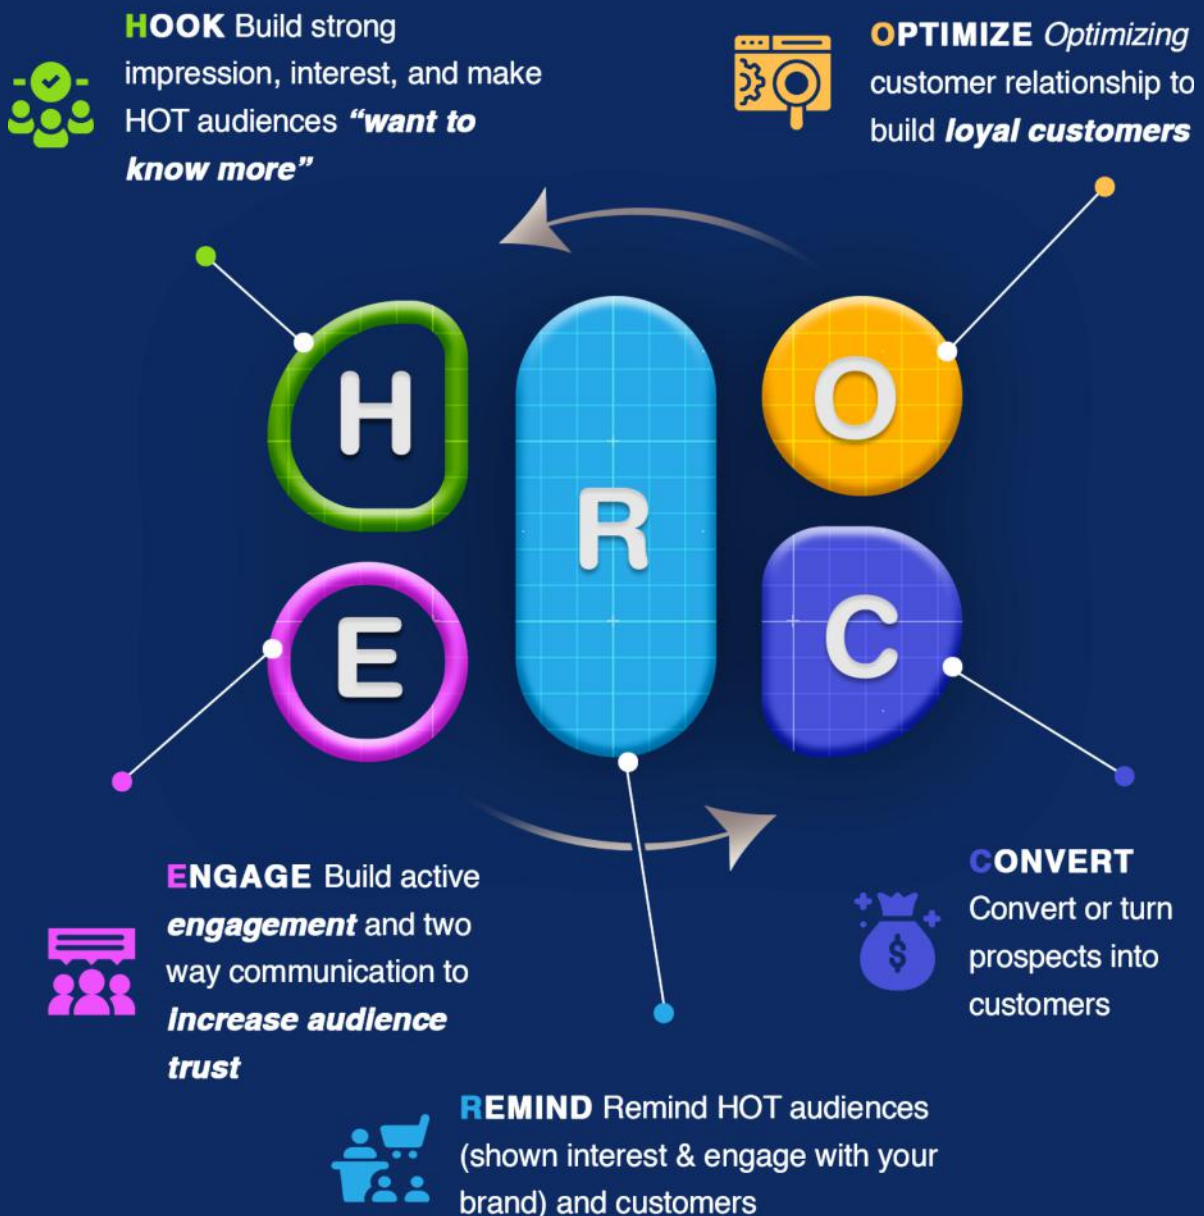 HOOK Build strong
impression, interest, and make
HOT audiences “want to
know more”
OPTIMIZE Optimizing
customer relationship to
build loyal customers
H
R
O
E
C
ENGAGE Build active
engagement and two
way communication to
increase audience
trust
CONVERT
Convert or turn
prospects into
customers
$
REMIND Remind HOT audiences
(shown interest & engage with your
brand) and customers